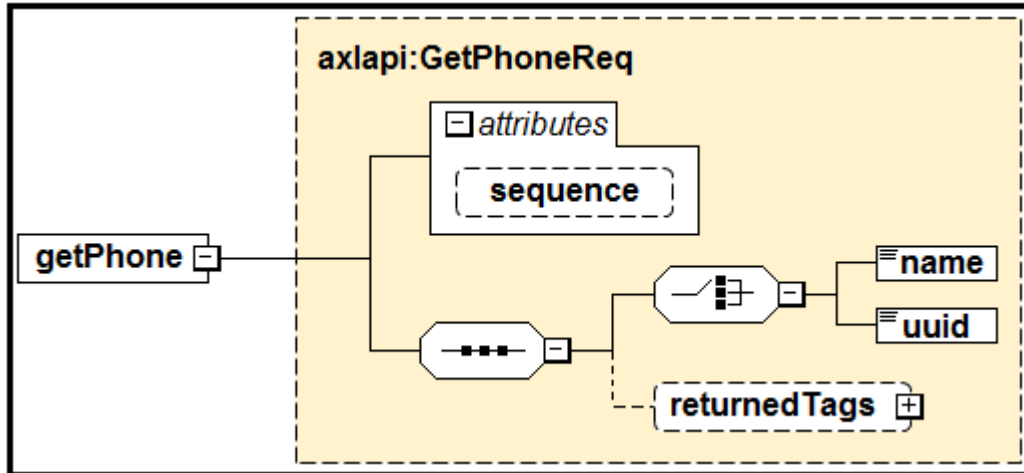 axlapi:GetPhoneReq
attributes
sequence
getPhone
name
uuid
returnedTags